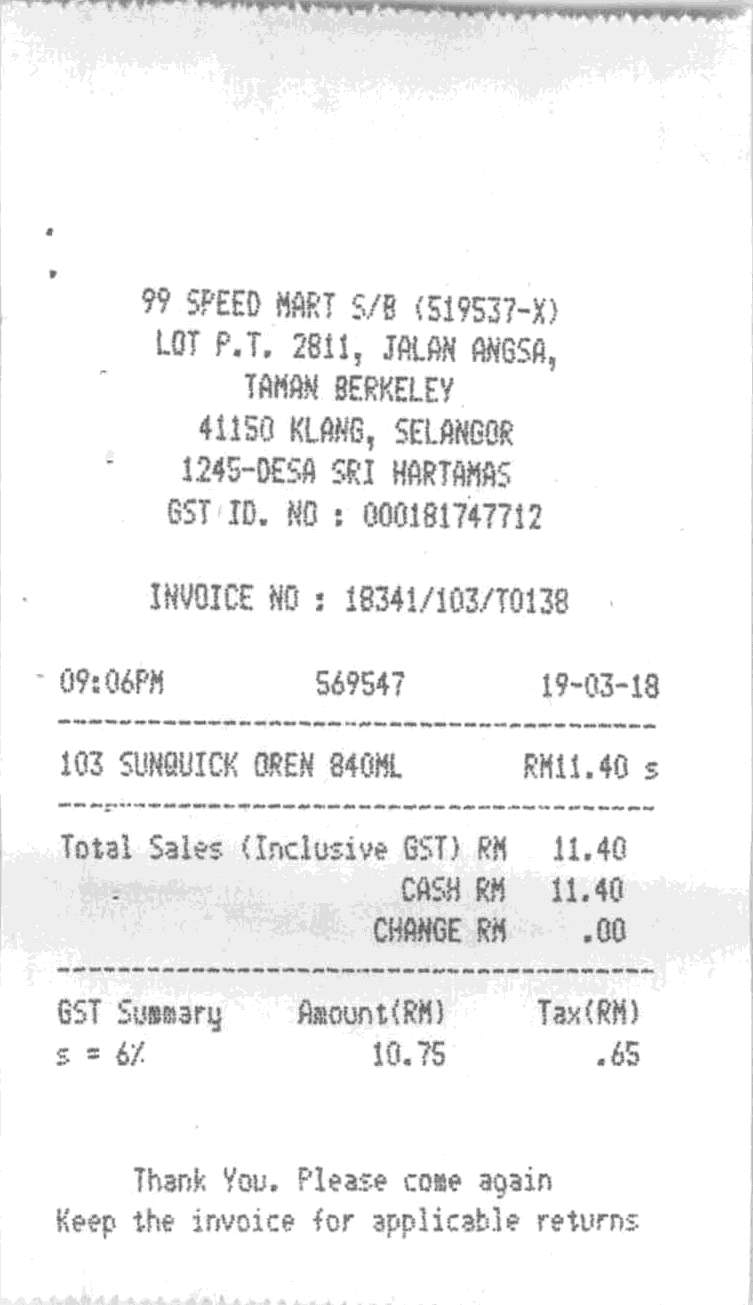 99 SPEED MART S/B (519537-X)
LOT P.T. 2811, JALAN ANGSA,
TAMAN BERKELEY
41150 KLANG, SELANGOR
1245-DESA SRI HARTAMAS
GST ID. NO : 000181747712
INVOICE NO : 18341/103/T0138
09:06PM 569547 19-03-18
103 SUNQUICK OREN 840ML RM11.40 s
Total Sales (Inclusive GST) RM 11.40
CASH RM 11.40
CHANGE RM .00
GST Summary Amount(RM) Tax(RM)
s = 6% 10.75 .65
Thank You. Please come again
Keep the invoice for applicable returns